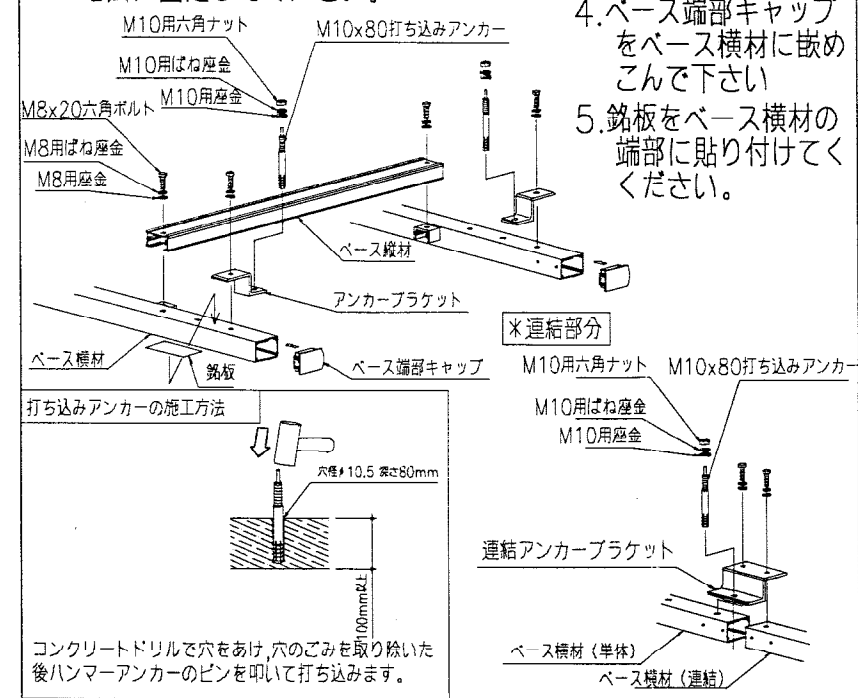 M10用六角ナット
M10x80打ち込みアンカー
M10用ばね座金
M10用座金
M8x20六角ボルト
M8用ばね座金
M8用座金
ベース縦材
アンカーブラケット
ベース横材
銘板
ベース端部キャップ
4.ベース端部キャップ
をベース横材に嵌め
こんで下さい
5.銘板をベース横材の
端部に貼り付けてく
ください。
打ち込みアンカーの施工方法
100mm以上
コンクリートドリルで穴をあけ,穴のごみを取り除いた
後ハンマーアンカーのピンを叩いて打ち込みます。
*連結部分
M10用六角ナット
M10x80打ち込みアンカー
M10用ばね座金
M10用座金
連結アンカーブラケット
ベース横材(単体)
ベース横材(連結)